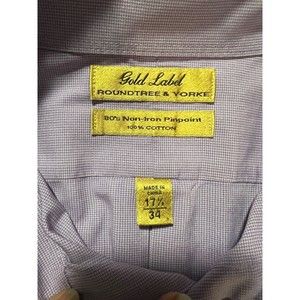 Gold Label
ROUNDTREE & YORKE
80's Non-Iron Pinpoint
100% COTTON
MADE IN
CHINA
17½
34